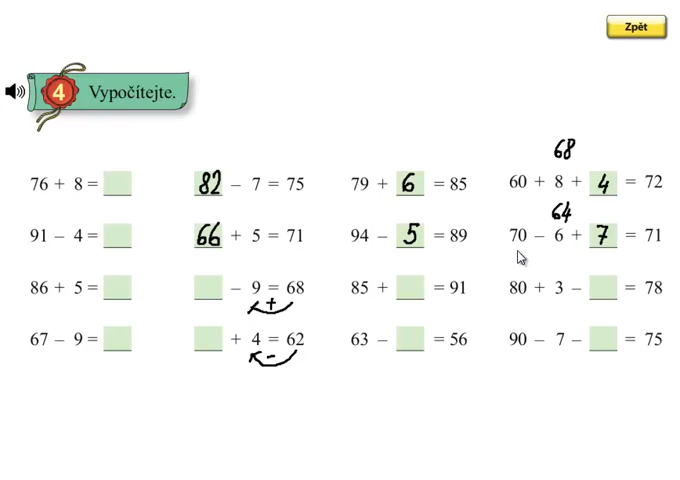 Zpět
4 Vypočítejte.
68
76 + 8 = 82 – 7 = 75 79 + 6 = 85 60 + 8 + 4 = 72
64
91 – 4 = 66 + 5 = 71 94 – 5 = 89 70 – 6 + 7 = 71
86 + 5 = – 9 = 68 85 + = 91 80 + 3 – = 78
+
67 – 9 = + 4 = 62 63 – = 56 90 – 7 – = 75
-